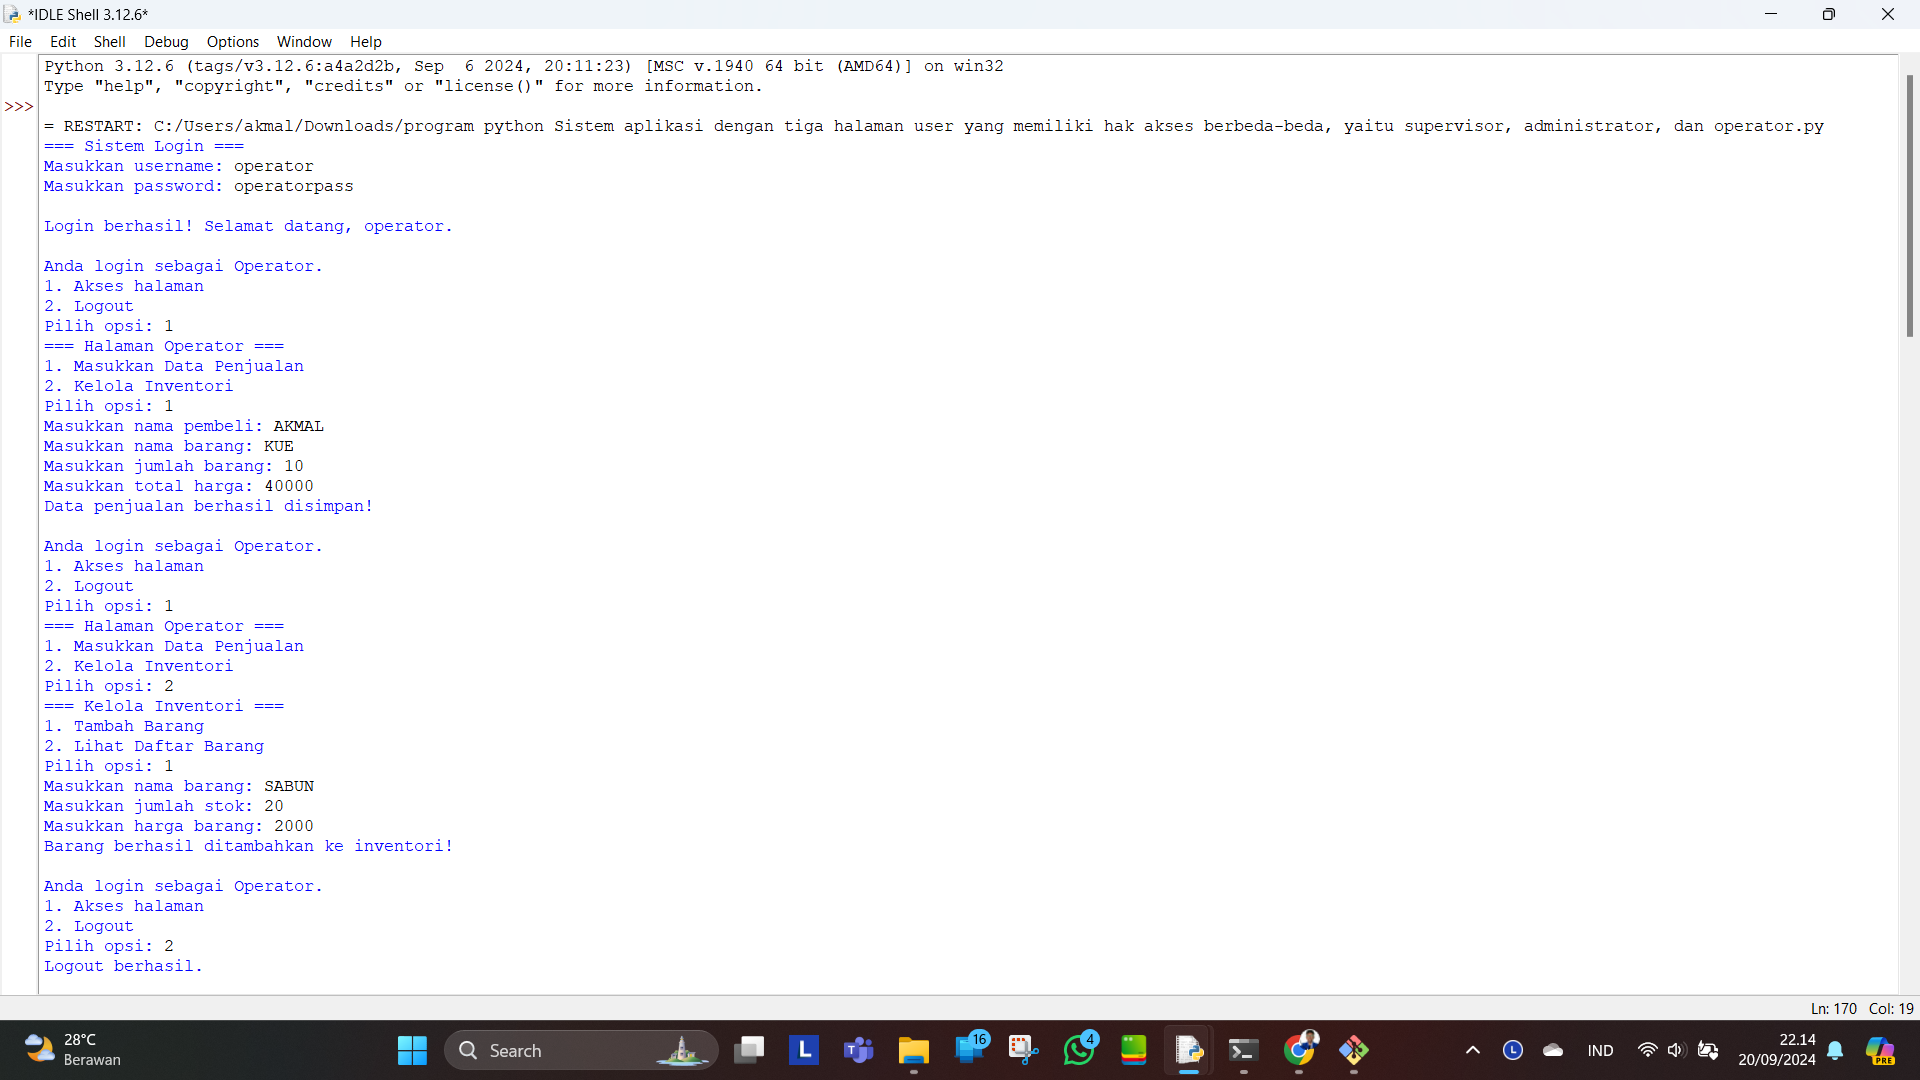 *IDLE Shell 3.12.6*
File Edit Shell Debug Options Window Help
Python 3.12.6 (tags/v3.12.6:a4a2d2b, Sep  6 2024, 20:11:23) [MSC v.1940 64 bit (AMD64)] on win32
Type "help", "copyright", "credits" or "license()" for more information.
>>>
= RESTART: C:/Users/akmal/Downloads/program python Sistem aplikasi dengan tiga halaman user yang memiliki hak akses berbeda-beda, yaitu supervisor, administrator, dan operator.py
=== Sistem Login ===
Masukkan username: operator
Masukkan password: operatorpass
Login berhasil! Selamat datang, operator.
Anda login sebagai Operator.
1. Akses halaman
2. Logout
Pilih opsi: 1
=== Halaman Operator ===
1. Masukkan Data Penjualan
2. Kelola Inventori
Pilih opsi: 1
Masukkan nama pembeli: AKMAL
Masukkan nama barang: KUE
Masukkan jumlah barang: 10
Masukkan total harga: 40000
Data penjualan berhasil disimpan!
Anda login sebagai Operator.
1. Akses halaman
2. Logout
Pilih opsi: 1
=== Halaman Operator ===
1. Masukkan Data Penjualan
2. Kelola Inventori
Pilih opsi: 2
=== Kelola Inventori ===
1. Tambah Barang
2. Lihat Daftar Barang
Pilih opsi: 1
Masukkan nama barang: SABUN
Masukkan jumlah stok: 20
Masukkan harga barang: 2000
Barang berhasil ditambahkan ke inventori!
Anda login sebagai Operator.
1. Akses halaman
2. Logout
Pilih opsi: 2
Logout berhasil.
Ln: 170 Col: 19
28°C
Berawan
Search
L
16
4
L
IND
22.14
20/09/2024
PRE